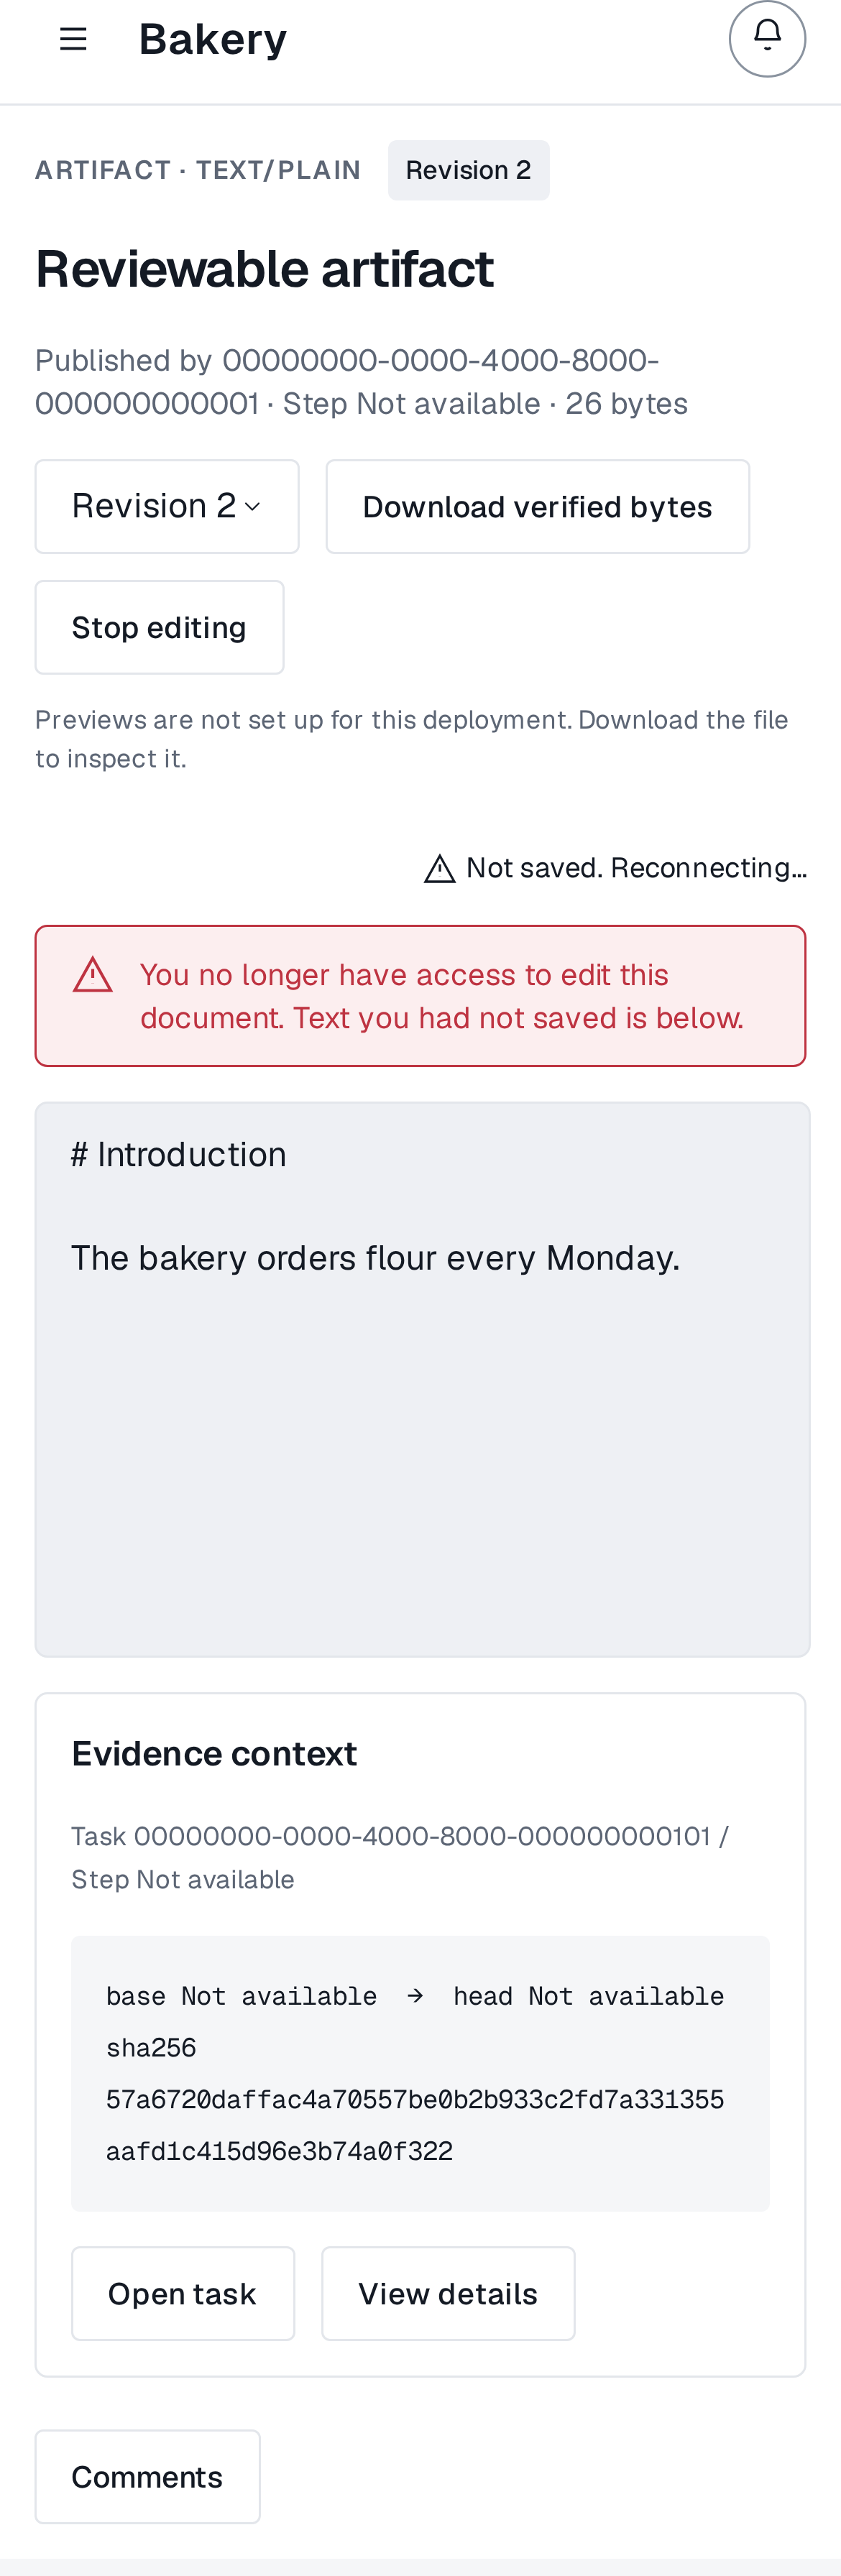 Bakery
ARTIFACT · TEXT/PLAIN Revision 2
Reviewable artifact
Published by 00000000-0000-4000-8000-
000000000001 · Step Not available · 26 bytes
Revision 2 Download verified bytes
Stop editing
Previews are not set up for this deployment. Download the file
to inspect it.
Not saved. Reconnecting…
You no longer have access to edit this
document. Text you had not saved is below.
# Introduction
The bakery orders flour every Monday.
Evidence context
Task 00000000-0000-4000-8000-000000000101 /
Step Not available
base Not available → head Not available
sha256
57a6720daffac4a70557be0b2b933c2fd7a331355
aafd1c415d96e3b74a0f322
Open task View details
Comments